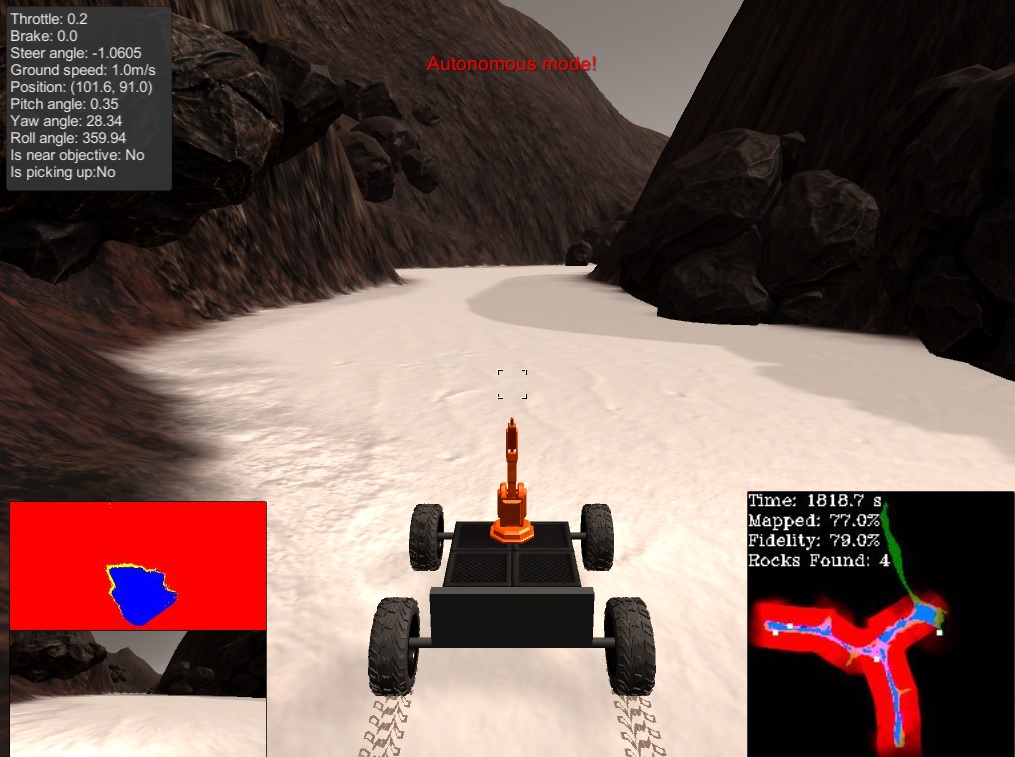 Throttle: 0.2
Brake: 0.0
Steer angle: -1.0605
Ground speed: 1.0m/s
Position: (101.6, 91.0)
Pitch angle: 0.35
Yaw angle: 28.34
Roll angle: 359.94
Is near objective: No
Is picking up:No
Autonomous mode!
Time: 1818.7 s
Mapped: 77.0%
Fidelity: 79.0%
Rocks Found: 4